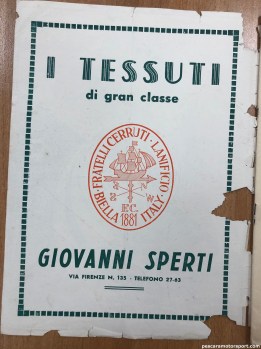 I TESSUTI
di gran classe
FRATELLI CERRUTI · LANIFICIO · BIELLA ITALY ·
F.C.
1881
GIOVANNI SPERTI
VIA FIRENZE N. 135 - TELEFONO 27-63
pescaramotorsport.com